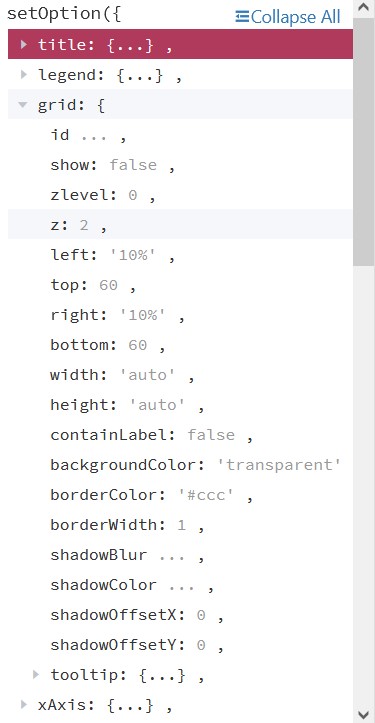 setOption({
Collapse All
title: {...} ,
legend: {...} ,
grid: {
id ... ,
show: false ,
zlevel: 0 ,
z: 2 ,
left: '10%' ,
top: 60 ,
right: '10%' ,
bottom: 60 ,
width: 'auto' ,
height: 'auto' ,
containLabel: false ,
backgroundColor: 'transparent'
borderColor: '#ccc' ,
borderWidth: 1 ,
shadowBlur ... ,
shadowColor ... ,
shadowOffsetX: 0 ,
shadowOffsetY: 0 ,
tooltip: {...} ,
xAxis: {...} ,